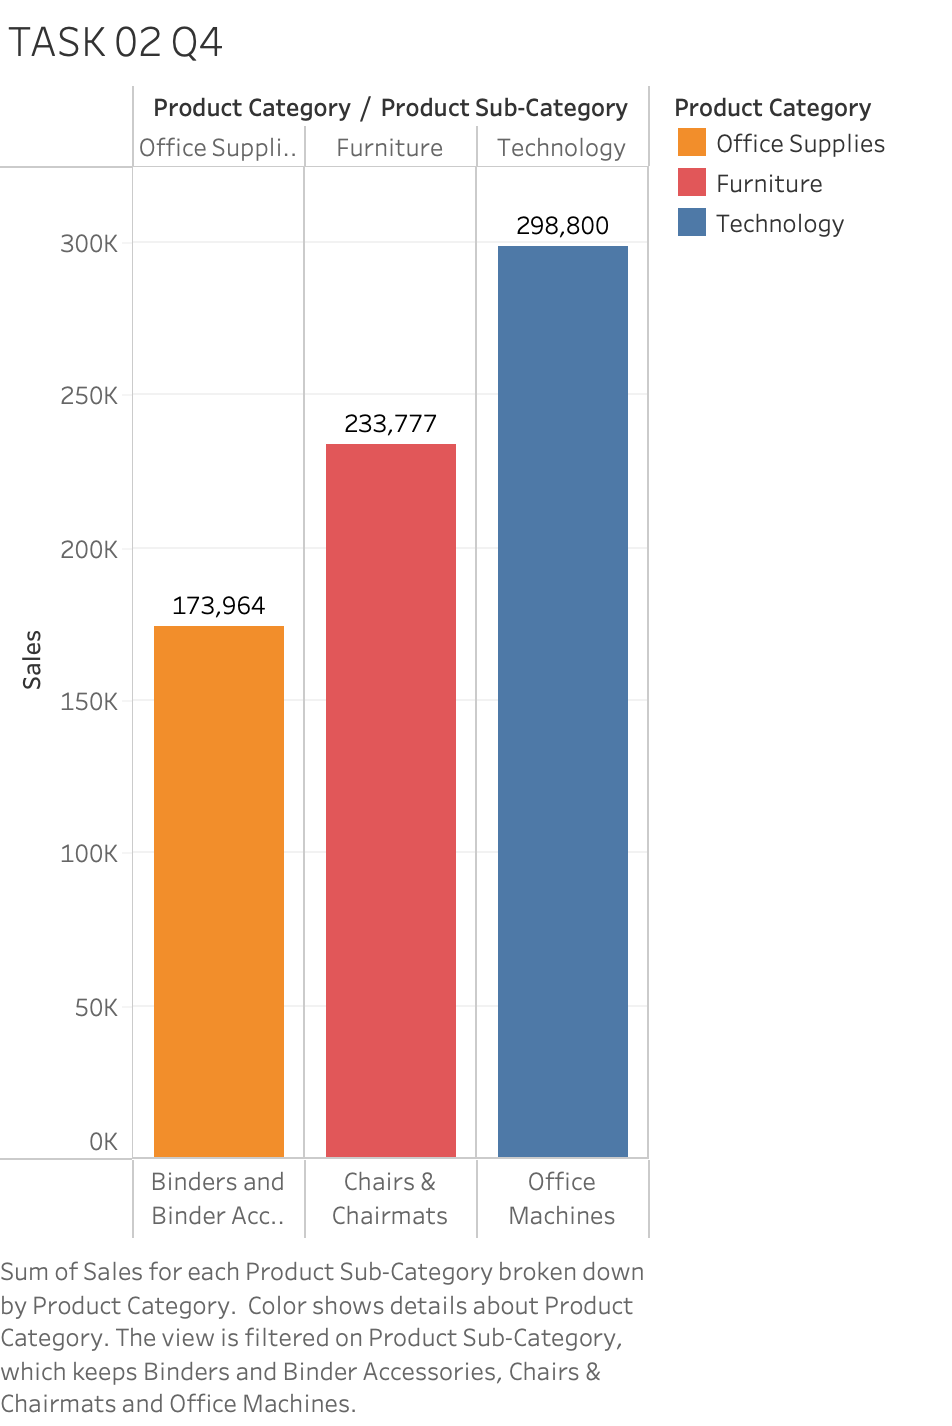 TASK 02 Q4
Product Category / Product Sub-Category
Office Suppli..
Furniture
Technology
Product Category
Office Supplies
Furniture
Technology
Sales
300K
250K
200K
150K
100K
50K
0K
173,964
233,777
298,800
Binders and
Binder Acc..
Chairs &
Chairmats
Office
Machines
Sum of Sales for each Product Sub-Category broken down
by Product Category.  Color shows details about Product
Category. The view is filtered on Product Sub-Category,
which keeps Binders and Binder Accessories, Chairs &
Chairmats and Office Machines.